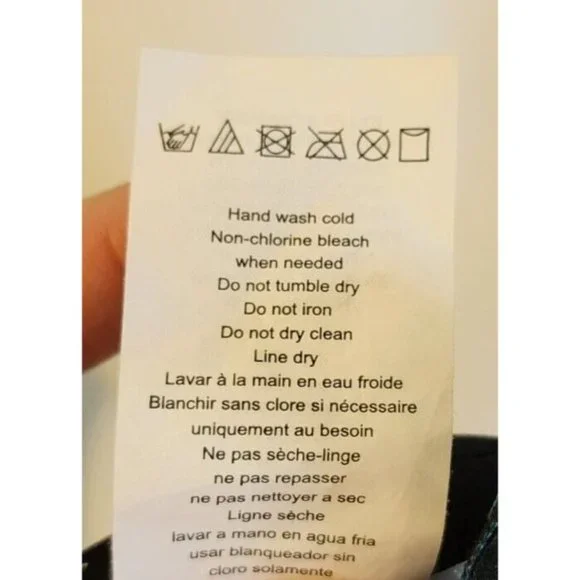 Hand wash cold
Non-chlorine bleach
when needed
Do not tumble dry
Do not iron
Do not dry clean
Line dry
Lavar à la main en eau froide
Blanchir sans clore si nécessaire
uniquement au besoin
Ne pas sèche-linge
ne pas repasser
ne pas nettoyer a sec
Ligne sèche
lavar a mano en agua fria
usar blanqueador sin
cloro solamente